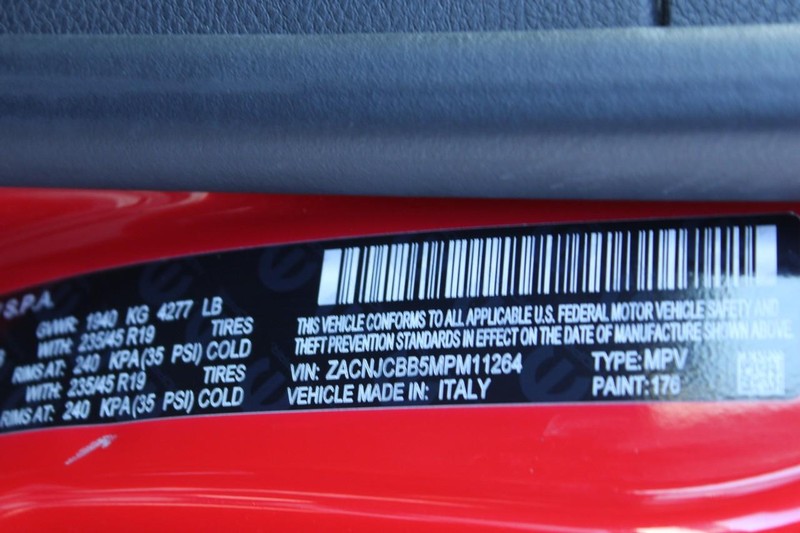 S.P.A.
GVWR: 1940 KG 4277 LB
WITH: 235/45 R19 TIRES
RIMS AT: 240 KPA(35 PSI) COLD
WITH: 235/45 R19 TIRES
RIMS AT: 240 KPA(35 PSI) COLD
THIS VEHICLE CONFORMS TO ALL APPLICABLE U.S. FEDERAL MOTOR VEHICLE SAFETY AND
THEFT PREVENTION STANDARDS IN EFFECT ON THE DATE OF MANUFACTURE SHOWN ABOVE.
VIN: ZACNJCBB5MPM11264 TYPE: MPV
VEHICLE MADE IN: ITALY PAINT: 176